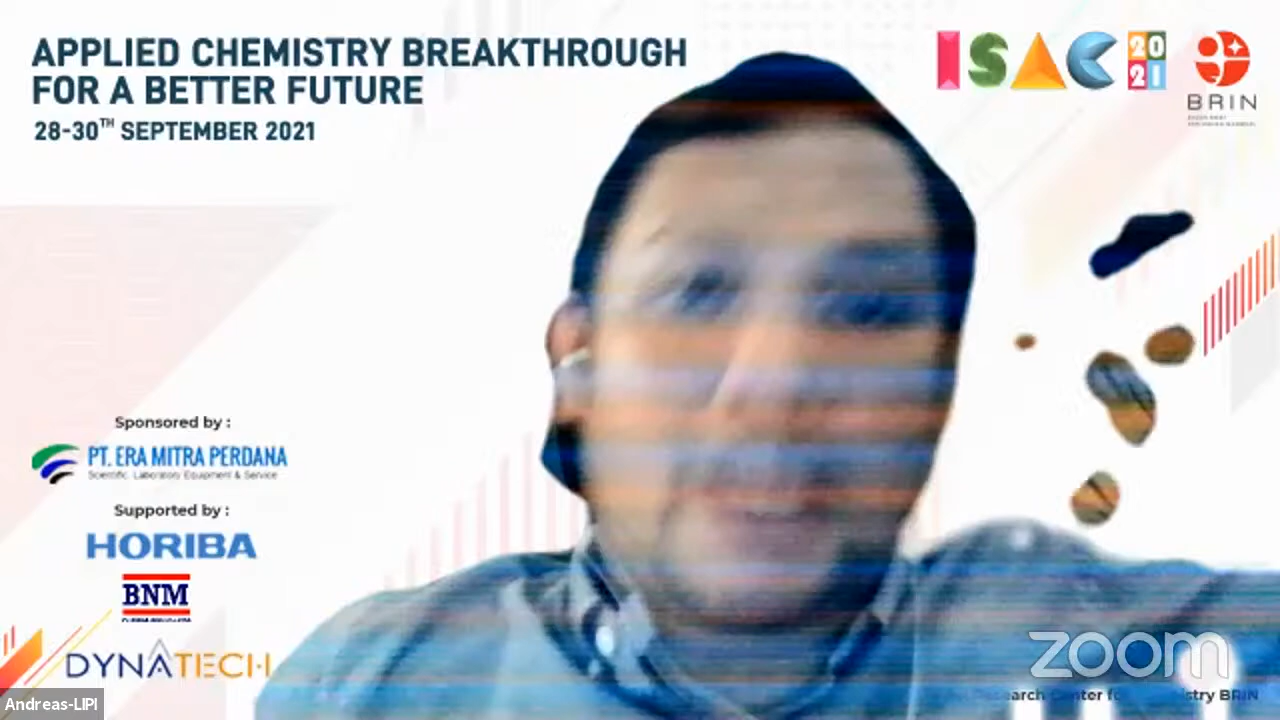 APPLIED CHEMISTRY BREAKTHROUGH
FOR A BETTER FUTURE
28-30TH SEPTEMBER 2021
ISAC 2021
BRIN
Sponsored by :
PT. ERA MITRA PERDANA
Scientific, Laboratory Equipment & Service
Supported by :
HORIBA
BNM
DYNATECH
Andreas-LIPI
zoom
Research Center for
istry BRIN